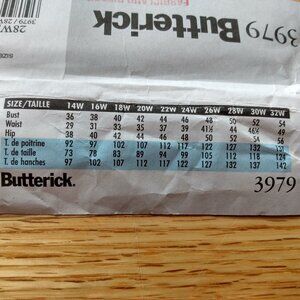 28W
3979 / 28W
SIZE
3979 Butterick
SIZE/TAILLE 14W 16W 18W 20W 22W 24W 26W 28W 30W 32W
Bust 36 38 40 42 44 46 48 50 52 54
Waist 29 31 33 35 37 39 41½ 44 46½ 49
Hip 38 40 42 44 46 48 50 52 54 56
T. de poitrine 92 97 102 107 112 117 122 127 132 137
T. de taille 73 78 83 89 94 99 105 112 118 124
T. de hanches 97 102 107 112 117 122 127 132 137 142
Butterick. 3979